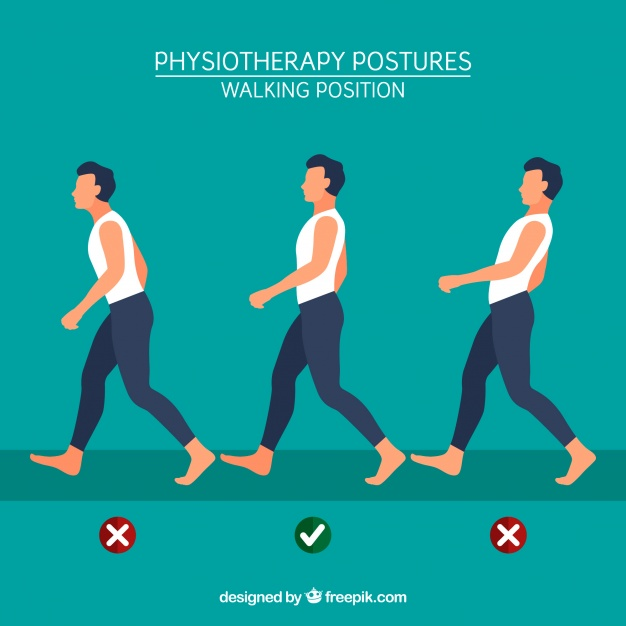 PHYSIOTHERAPY POSTURES
WALKING POSITION
designed by freepik.com